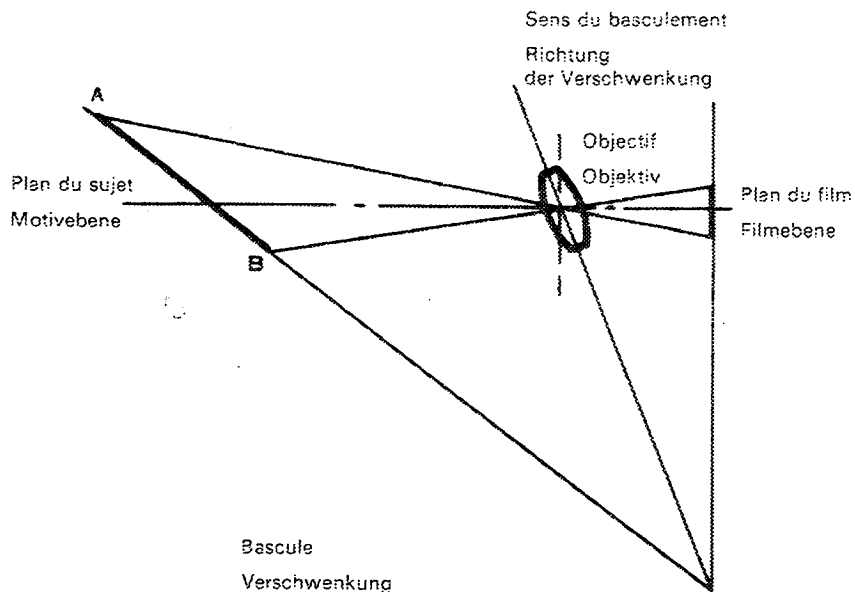 Sens du basculement
Richtung
der Verschwenkung
A
Objectif
Objektiv
Plan du sujet
Motivebene
Plan du film
Filmebene
B
Bascule
Verschwenkung